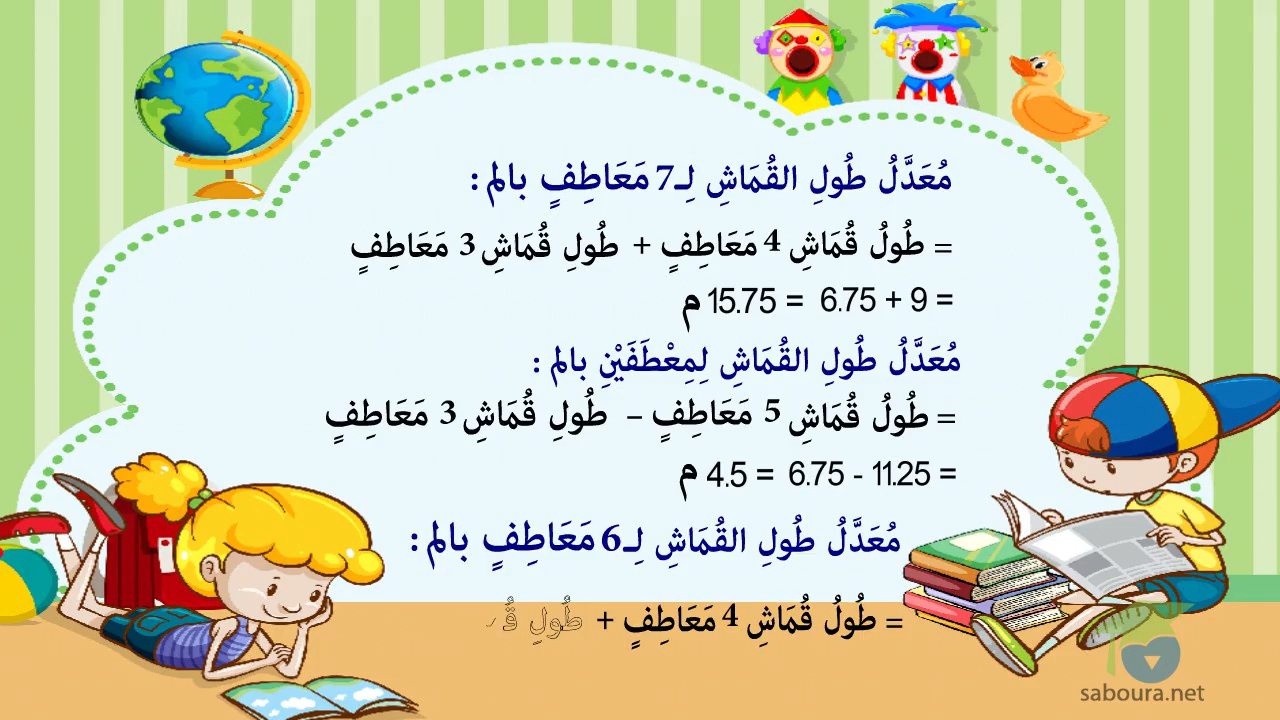 مُعَدَّلُ طُولِ القُمَاشِ لِـ7 مَعَاطِفٍ بالم :
= طُولُ قُمَاشِ 4 مَعَاطِفٍ + طُولِ قُمَاشِ 3 مَعَاطِفٍ
= 9 + 6.75 = 15.75 م
مُعَدَّلُ طُولِ القُمَاشِ لِمِعْطَفَيْنِ بالم :
= طُولُ قُمَاشِ 5 مَعَاطِفٍ – طُولِ قُمَاشِ 3 مَعَاطِفٍ
= 11.25 - 6.75 = 4.5 م
مُعَدَّلُ طُولِ القُمَاشِ لِـ6 مَعَاطِفٍ بالم :
= طُولُ قُمَاشِ 4 مَعَاطِفٍ + طُولِ
saboura.net